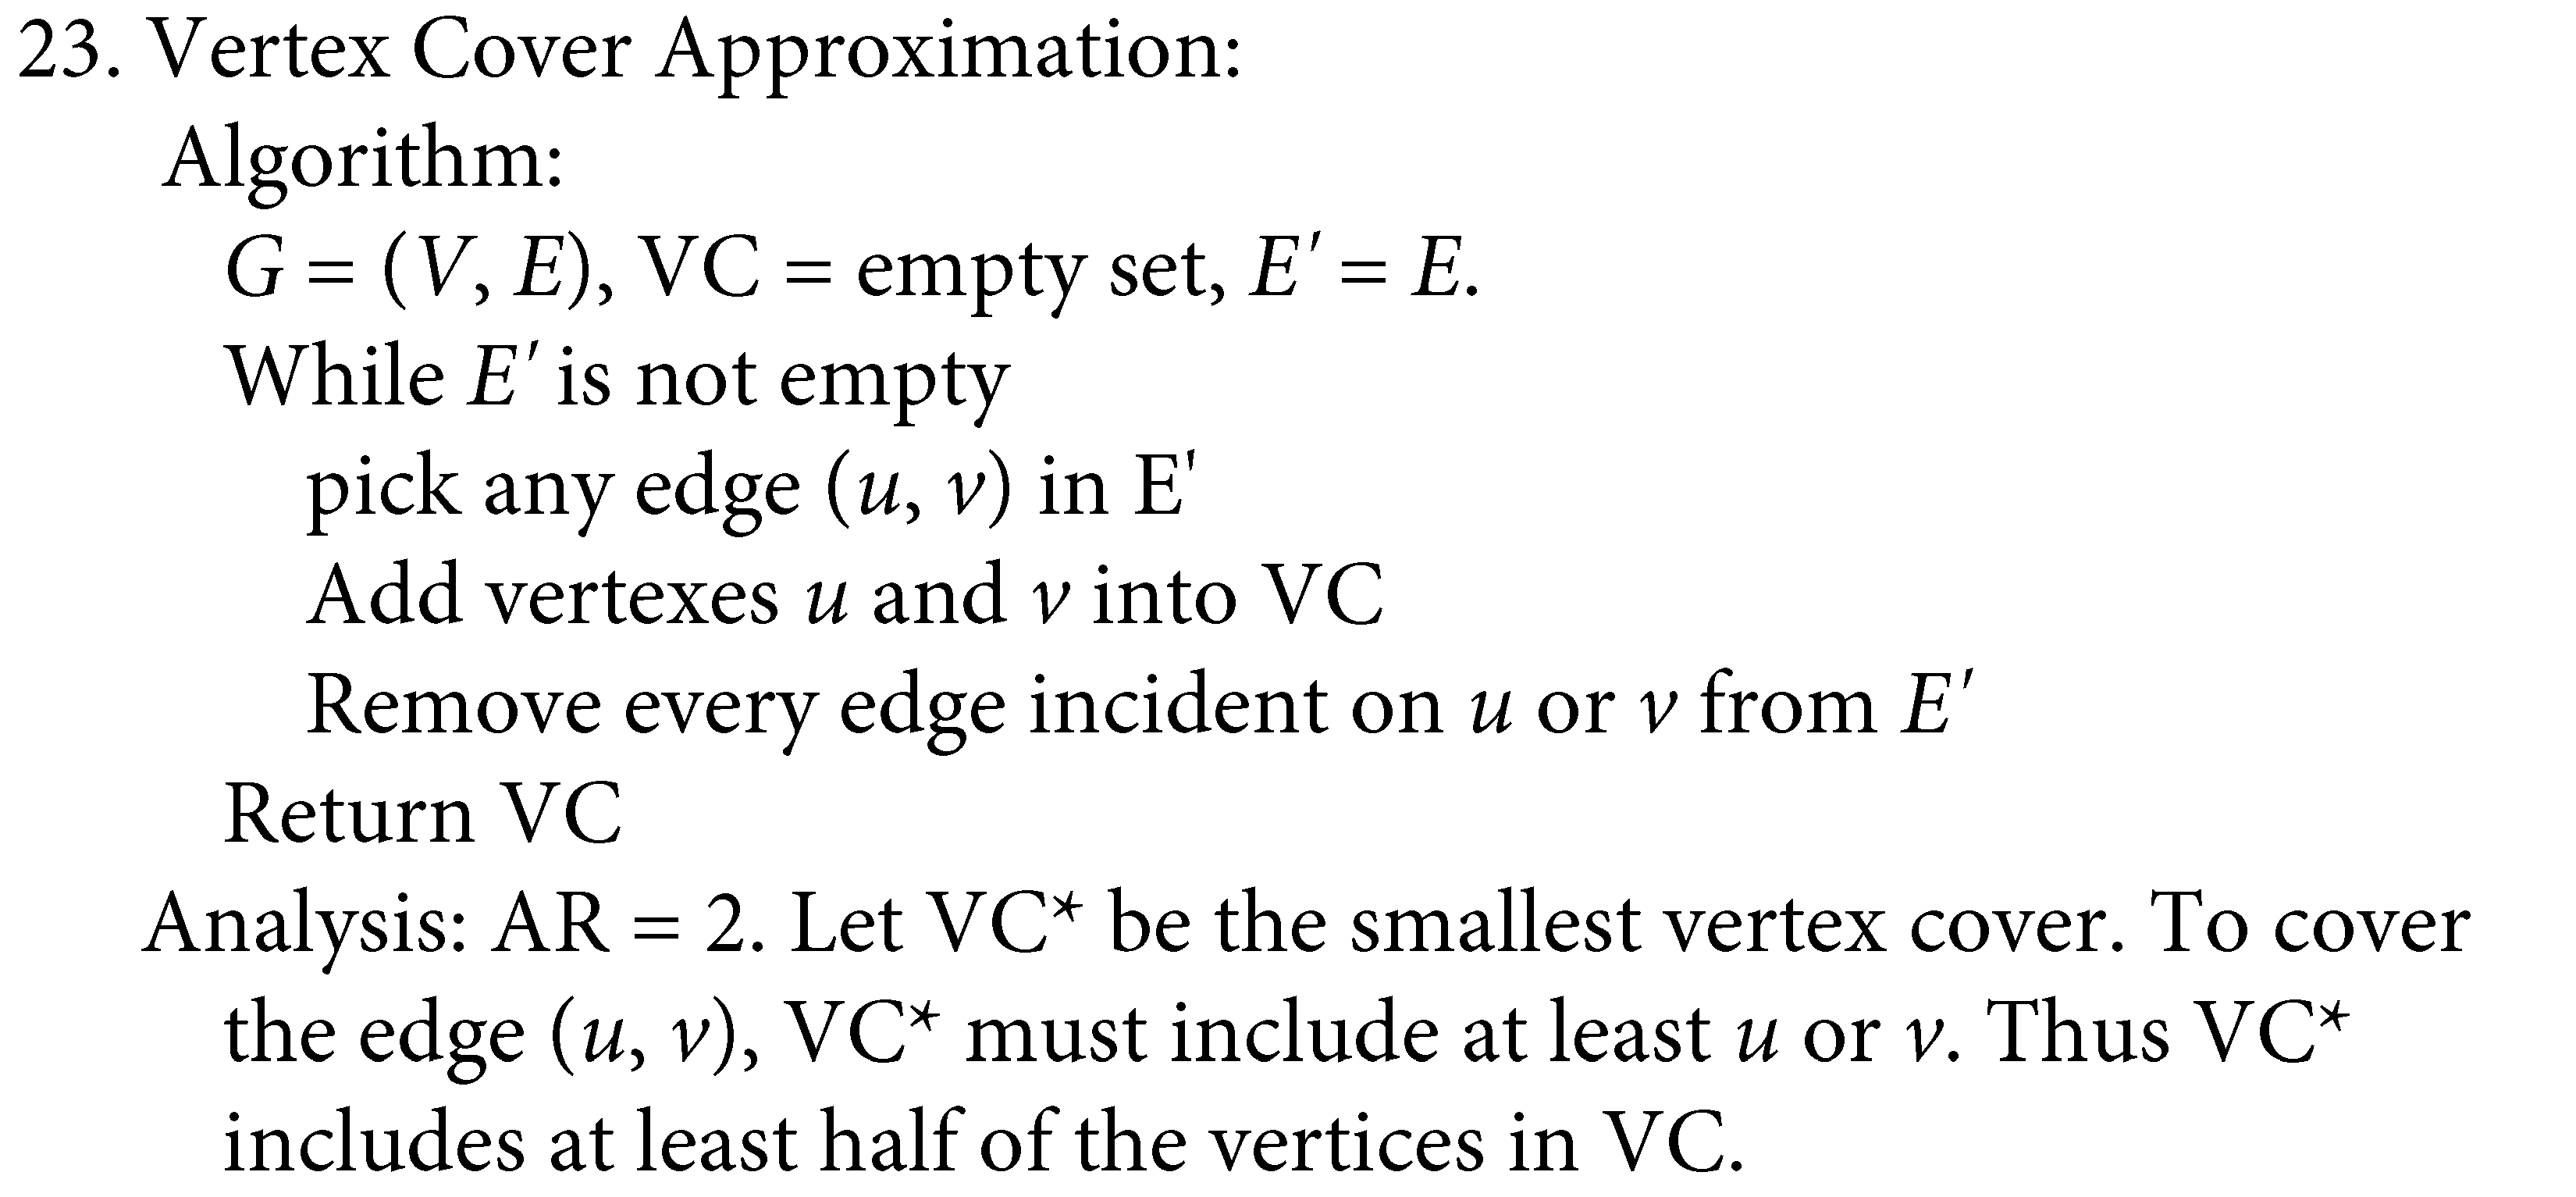 23. Vertex Cover Approximation:
Algorithm:
G = (V, E), VC = empty set, E′ = E.
While E′ is not empty
pick any edge (u, v) in E'
Add vertexes u and v into VC
Remove every edge incident on u or v from E′
Return VC
Analysis: AR = 2. Let VC* be the smallest vertex cover. To cover
the edge (u, v), VC* must include at least u or v. Thus VC*
includes at least half of the vertices in VC.